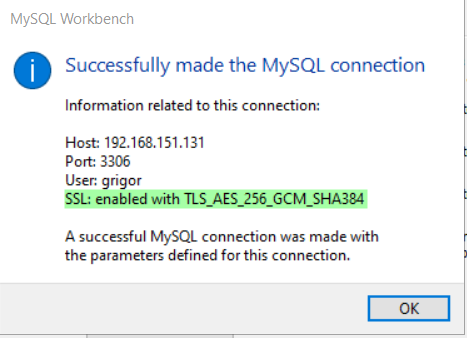 MySQL Workbench
Successfully made the MySQL connection
Information related to this connection:
Host: 192.168.151.131
Port: 3306
User: grigor
SSL: enabled with TLS_AES_256_GCM_SHA384
A successful MySQL connection was made with
the parameters defined for this connection.
OK